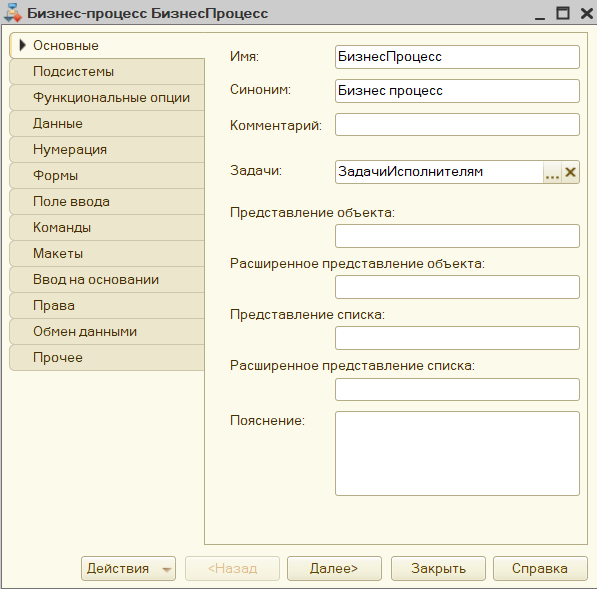 Бизнес-процесс БизнесПроцесс
Основные
Подсистемы
Функциональные опции
Данные
Нумерация
Формы
Поле ввода
Команды
Макеты
Ввод на основании
Права
Обмен данными
Прочее
Имя: БизнесПроцесс
Синоним: Бизнес процесс
Комментарий:
Задачи: ЗадачиИсполнителям ...
Представление объекта:
Расширенное представление объекта:
Представление списка:
Расширенное представление списка:
Пояснение:
Действия <Назад Далее> Закрыть Справка